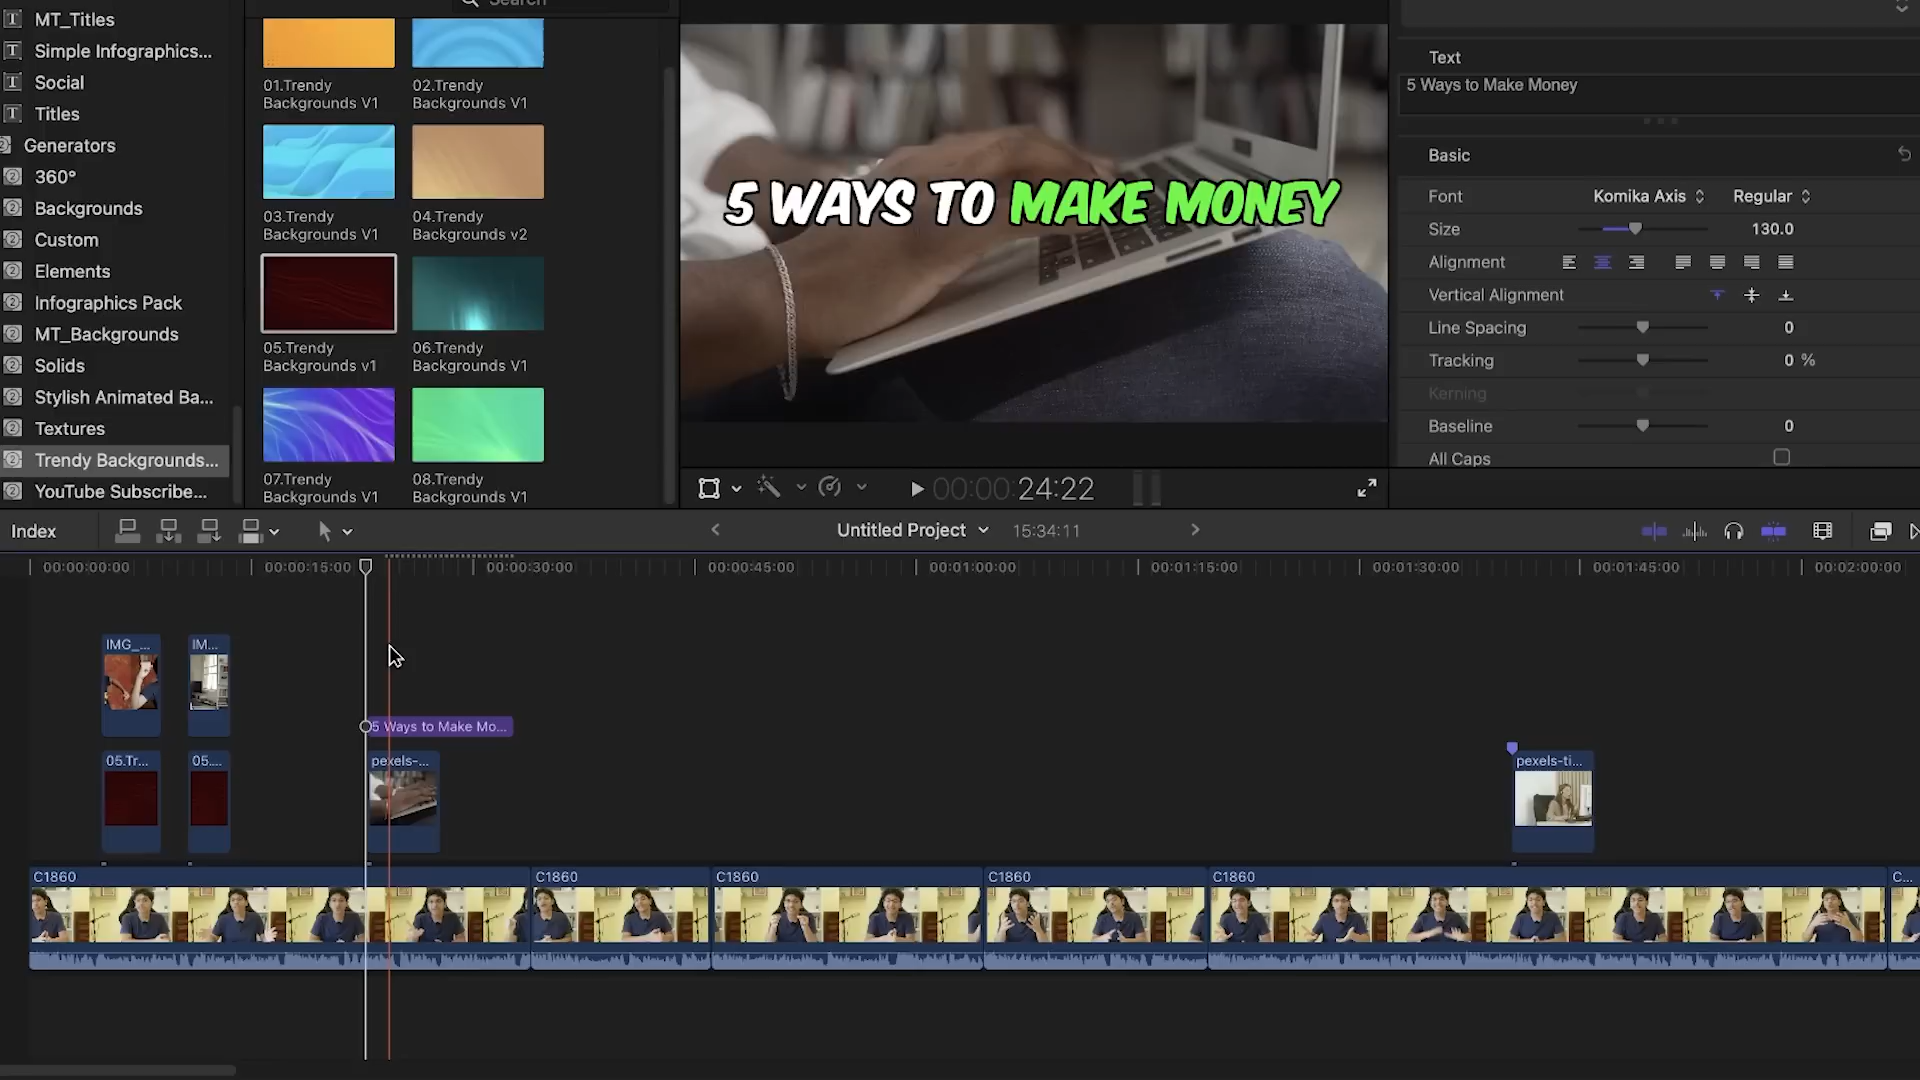 MT_Titles
Simple Infographics...
Social
Titles
Generators
360°
Backgrounds
Custom
Elements
Infographics Pack
MT_Backgrounds
Solids
Stylish Animated Ba...
Textures
Trendy Backgrounds...
YouTube Subscribe...
Search
01.Trendy
Backgrounds V1
02.Trendy
Backgrounds V1
03.Trendy
Backgrounds V1
04.Trendy
Backgrounds v2
05.Trendy
Backgrounds v1
06.Trendy
Backgrounds V1
07.Trendy
Backgrounds V1
08.Trendy
Backgrounds V1
5 WAYS TO MAKE MONEY
00:00:24:22
Text
5 Ways to Make Money
Basic
Font Komika Axis Regular
Size 130.0
Alignment
Vertical Alignment
Line Spacing 0
Tracking 0 %
Kerning
Baseline 0
All Caps
Index
Untitled Project 15:34:11
00:00:00:00 00:00:15:00 00:00:30:00 00:00:45:00 00:01:00:00 00:01:15:00 00:01:30:00 00:01:45:00 00:02:00:00
IMG_... IM...
5 Ways to Make Mo...
05.Tr... 05.... pexels-... pexels-ti...
C1860 C1860 C1860 C1860 C1860 C...